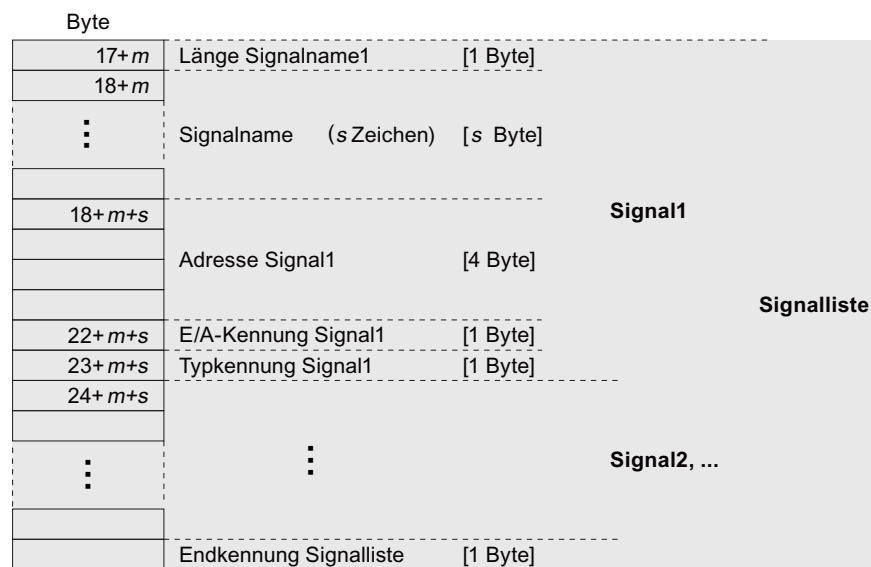 Byte
17+m Länge Signalname1 [1 Byte]
18+m
Signalname (s Zeichen) [s Byte]
18+m+s Signal1
Adresse Signal1 [4 Byte]
Signalliste
22+m+s E/A-Kennung Signal1 [1 Byte]
23+m+s Typkennung Signal1 [1 Byte]
24+m+s
Signal2, ...
Endkennung Signalliste [1 Byte]